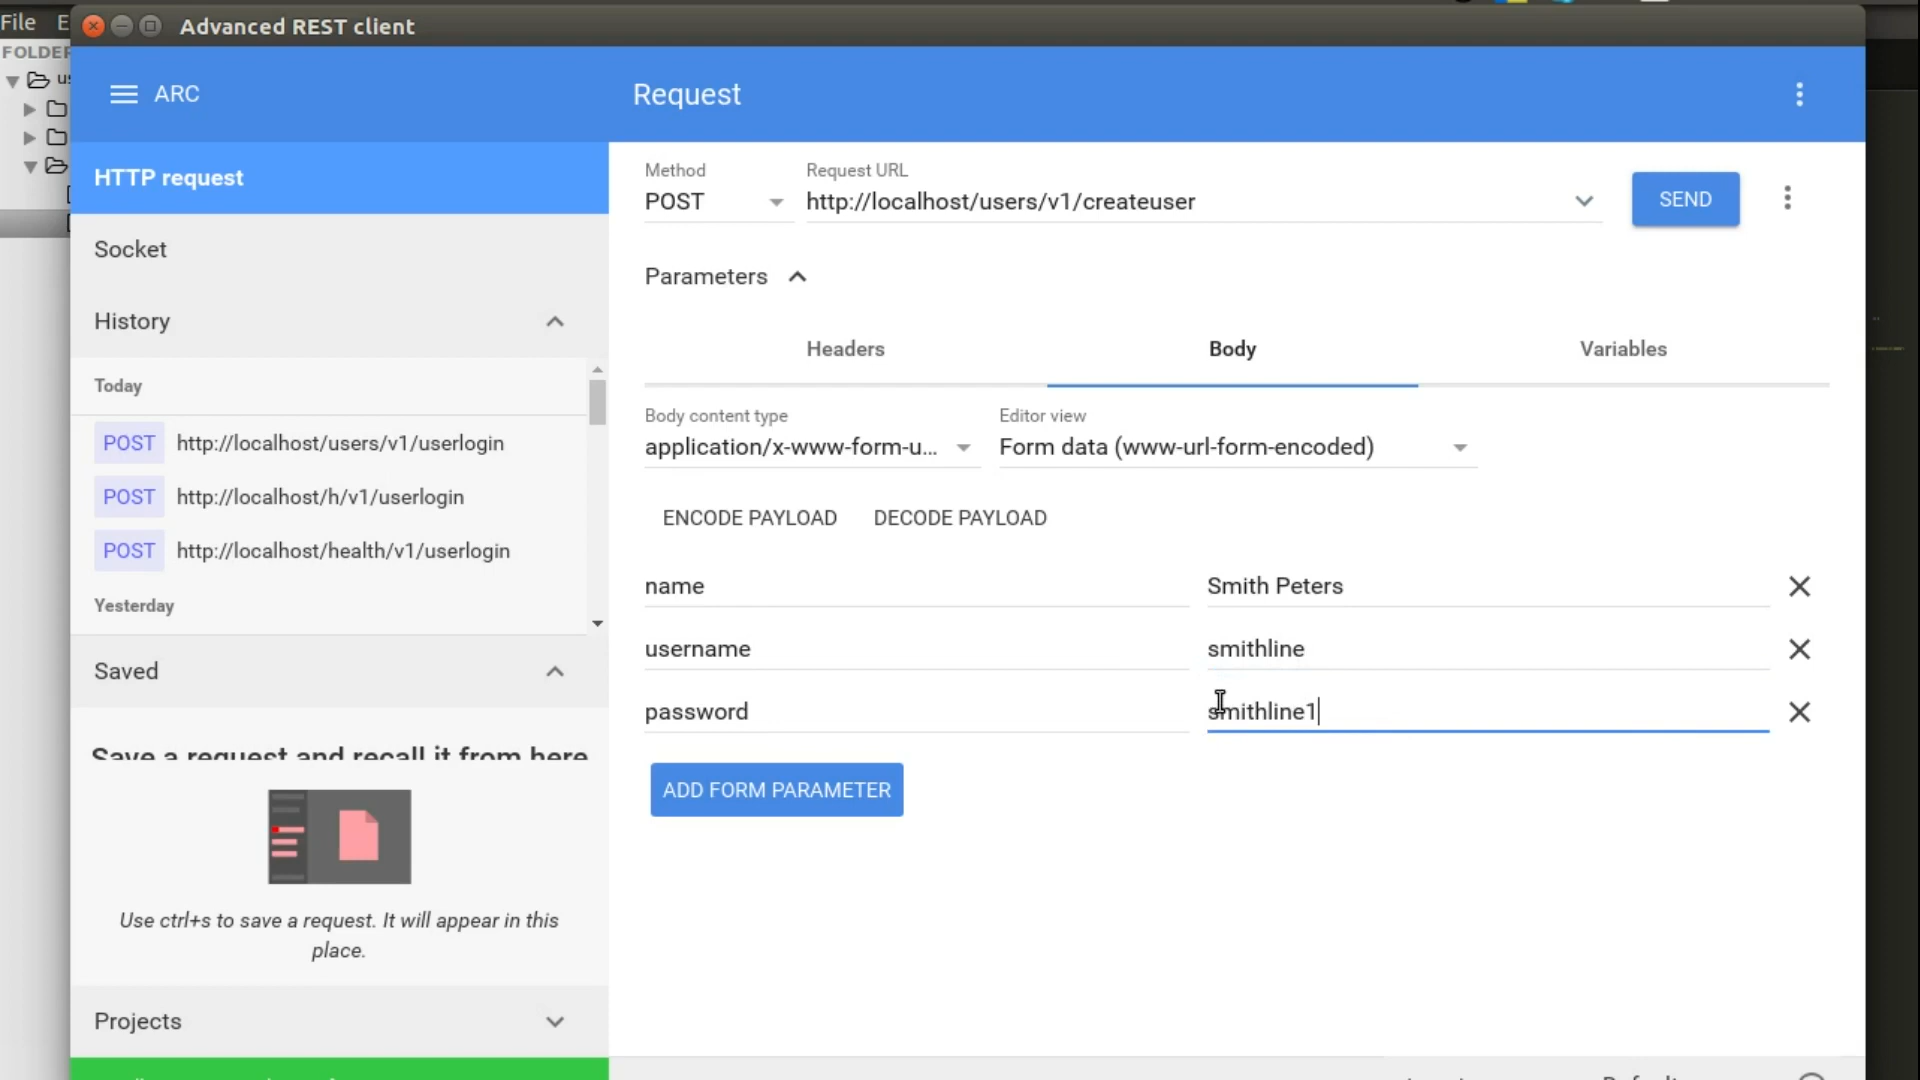 File
Advanced REST client
FOLDER
ARC
Request
HTTP request
Method
Request URL
POST
http://localhost/users/v1/createuser
SEND
Socket
Parameters
History
Headers
Body
Variables
Today
Body content type
Editor view
application/x-www-form-u...
Form data (www-url-form-encoded)
POST http://localhost/users/v1/userlogin
POST http://localhost/h/v1/userlogin
POST http://localhost/health/v1/userlogin
Yesterday
ENCODE PAYLOAD
DECODE PAYLOAD
name
Smith Peters
username
smithline
password
smithline1
ADD FORM PARAMETER
Saved
Save a request and recall it from here
Use ctrl+s to save a request. It will appear in this
place.
Projects